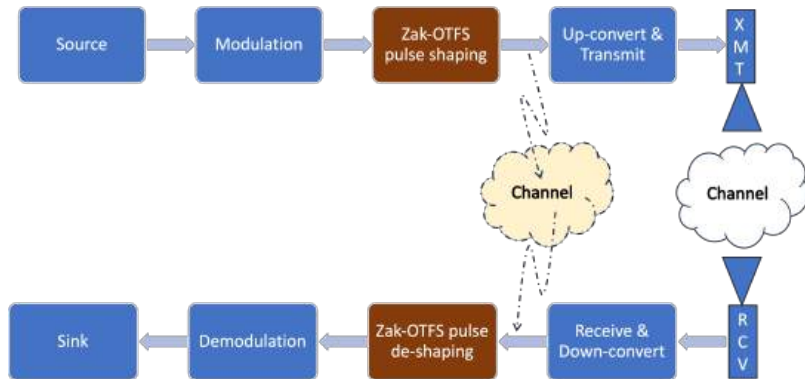 Source
Modulation
Zak-OTFS
pulse shaping
Up-convert &
Transmit
X
M
T
Channel
Channel
Sink
Demodulation
Zak-OTFS pulse
de-shaping
Receive &
Down-convert
R
C
V